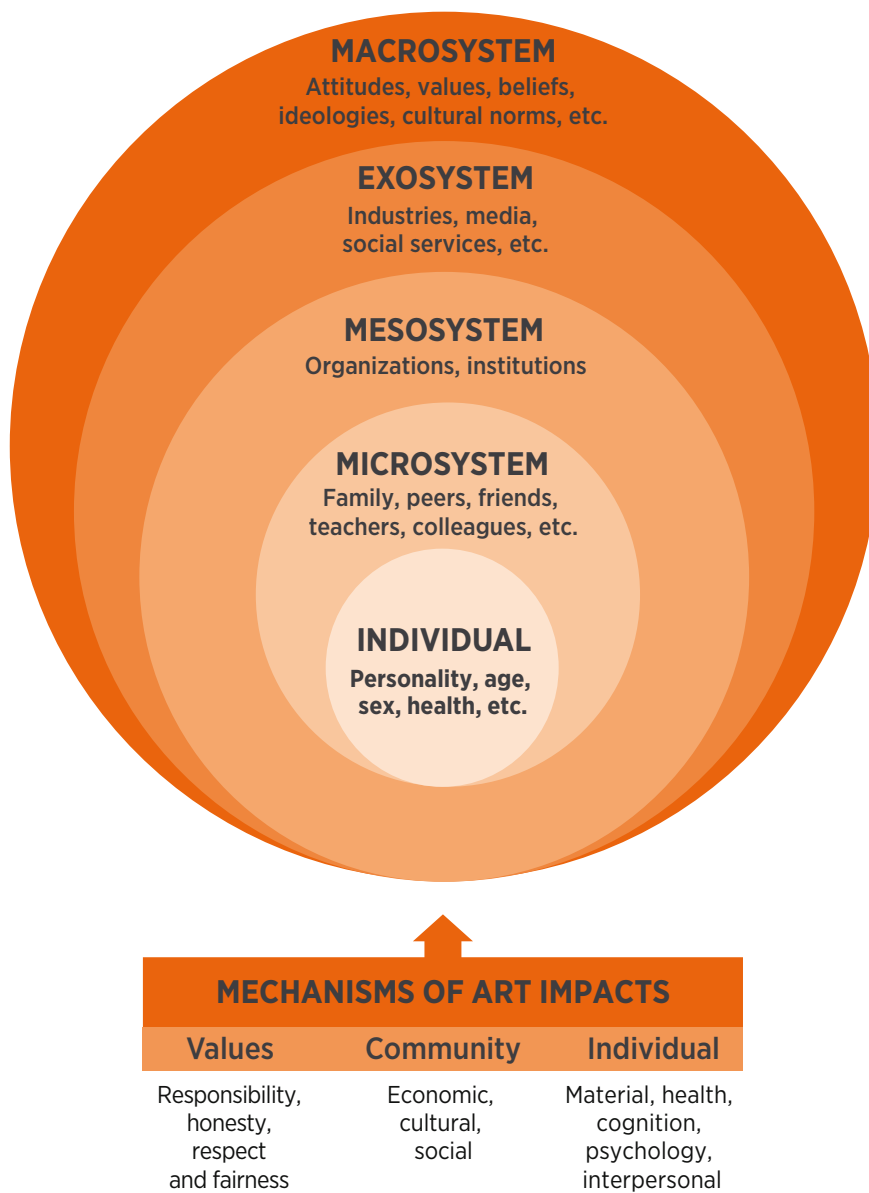 MACROSYSTEM
Attitudes, values, beliefs,
ideologies, cultural norms, etc.
EXOSYSTEM
Industries, media,
social services, etc.
MESOSYSTEM
Organizations, institutions
MICROSYSTEM
Family, peers, friends,
teachers, colleagues, etc.
INDIVIDUAL
Personality, age,
sex, health, etc.
MECHANISMS OF ART IMPACTS
Values
Responsibility,
honesty,
respect
and fairness
Community
Economic,
cultural,
social
Individual
Material, health,
cognition,
psychology,
interpersonal